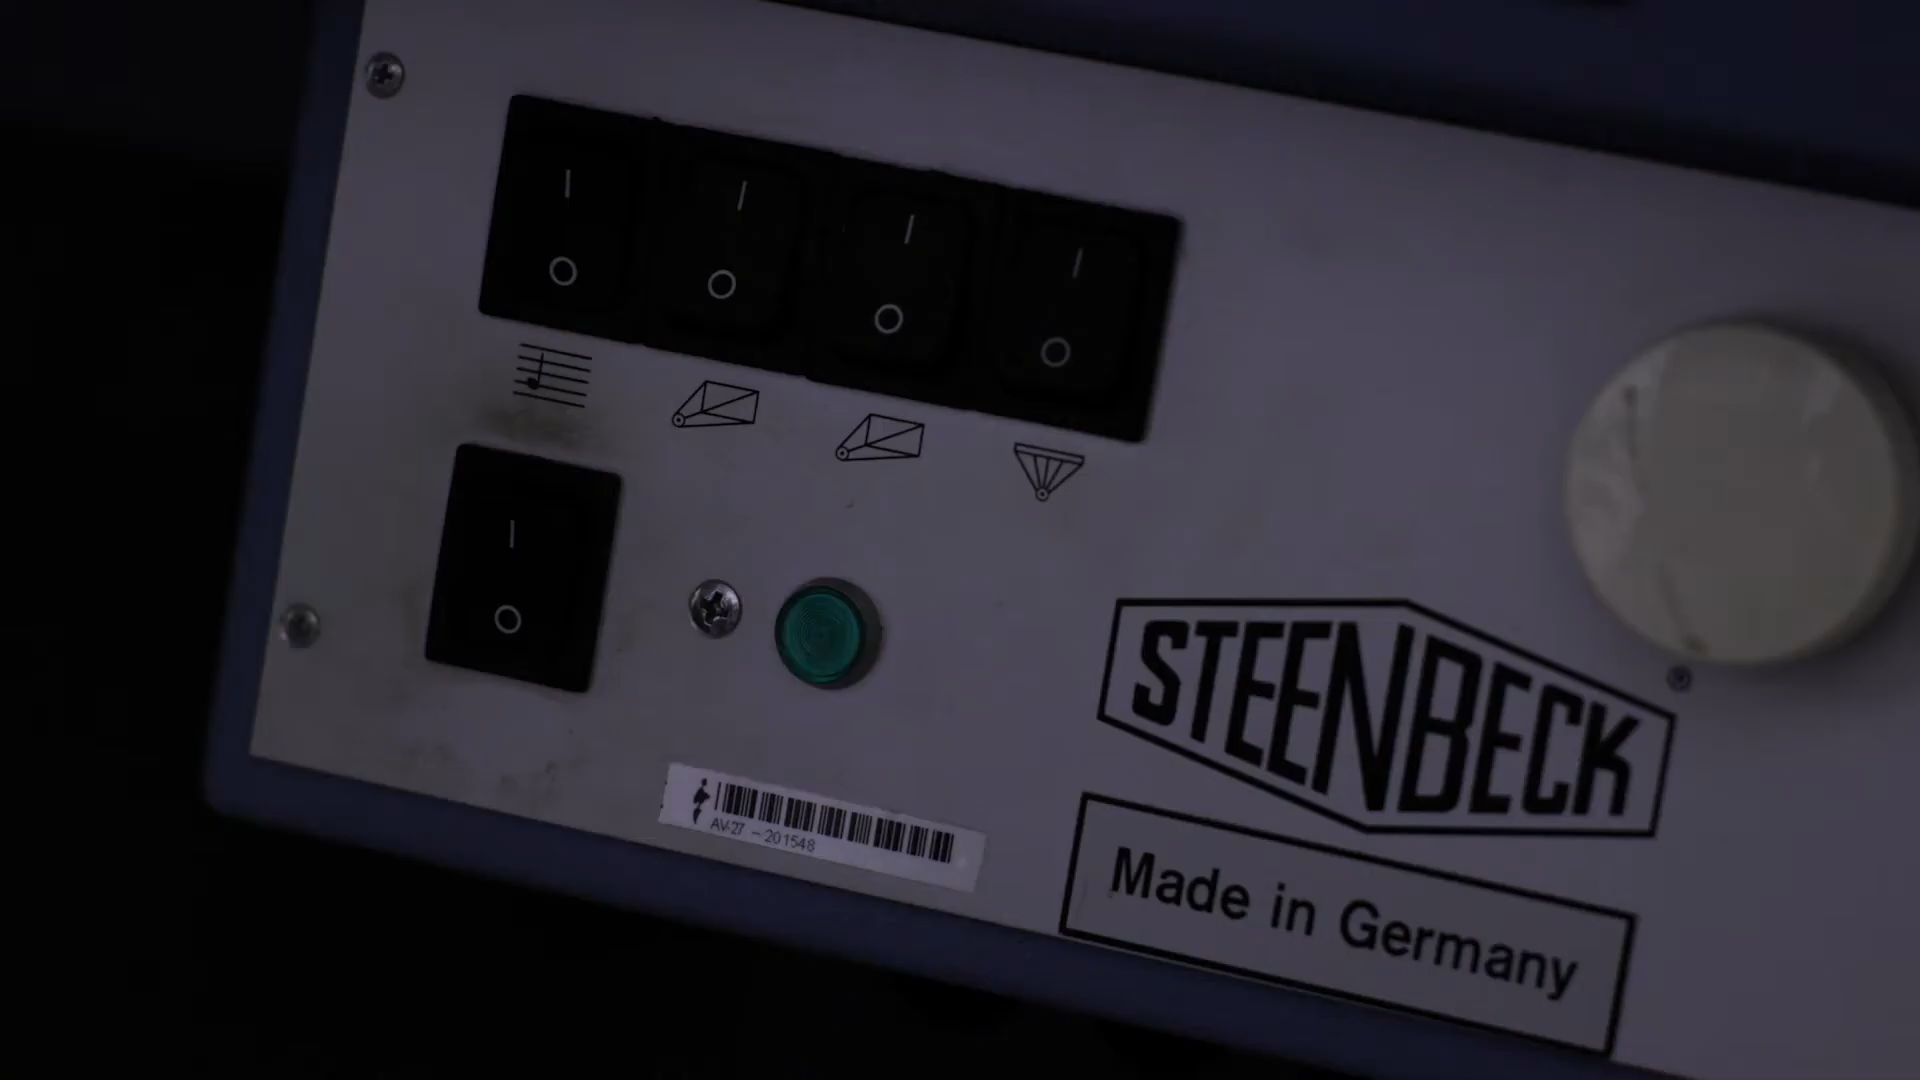 | | | |
O O O O
|
O
STEENBECK
AV-27 - 201548
Made in Germany